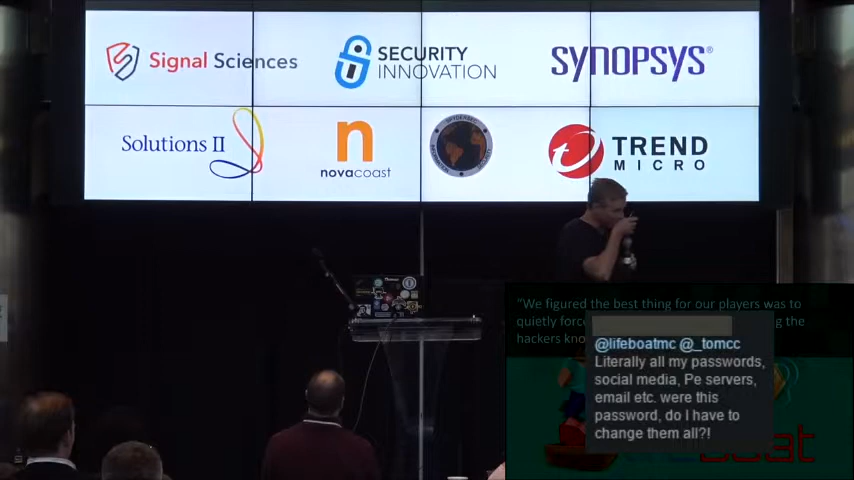 Signal Sciences
SECURITY
INNOVATION
SYNOPSYS®
Solutions II
n
novacoast
TREND
MICRO
"We figured the best thing for our players was to
quietly forc
g the
hackers kno
@lifeboatmc @_tomcc
Literally all my passwords,
social media, Pe servers,
email etc. were this
password, do I have to
change them all?!